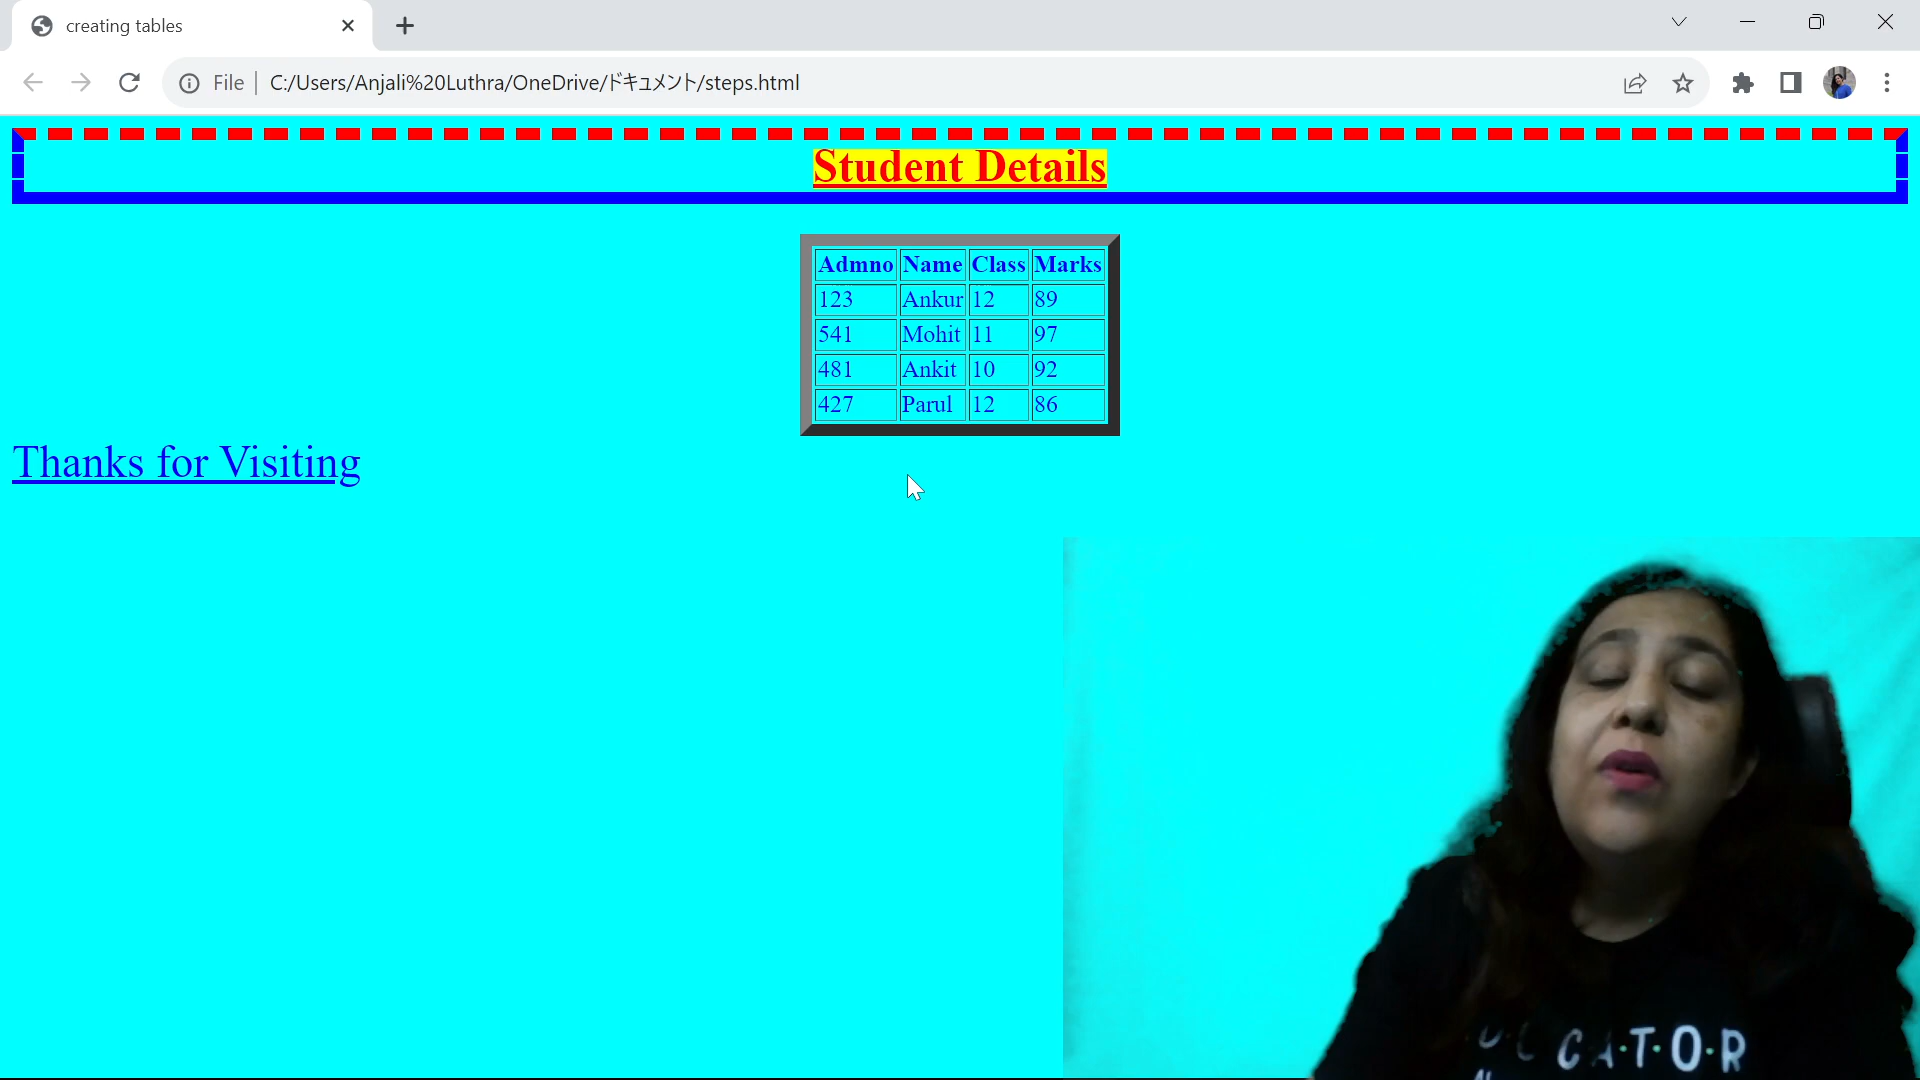 creating tables
File
C:/Users/Anjali%20Luthra/OneDrive/ドキュメント/steps.html
Student Details
Admno Name Class Marks
123 Ankur 12 89
541 Mohit 11 97
481 Ankit 10 92
427 Parul 12 86
Thanks for Visiting